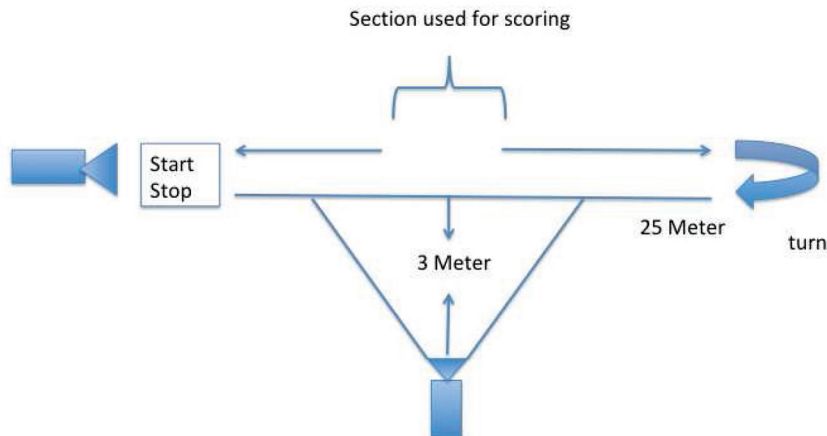 Section used for scoring
Start
Stop
25 Meter
turn
3 Meter